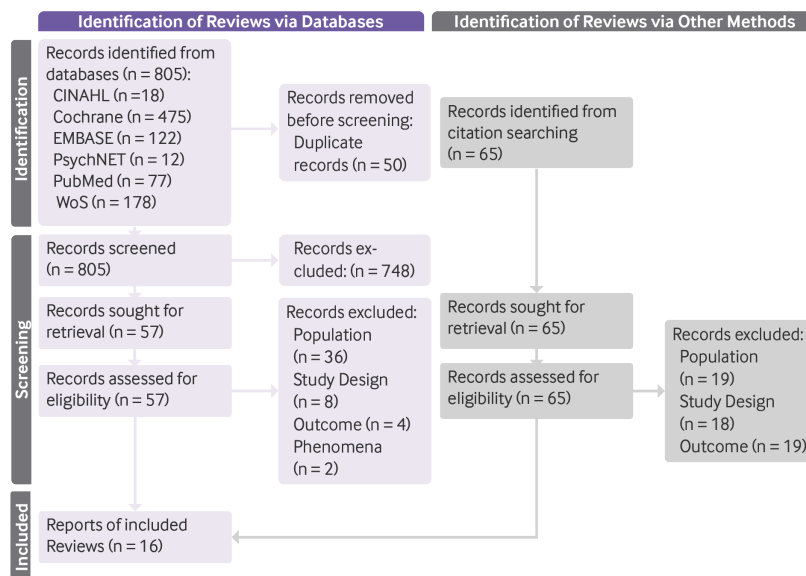 Identification of Reviews via Databases
Identification of Reviews via Other Methods
Identification
Records identified from
databases (n = 805):
CINAHL (n =18)
Cochrane (n = 475)
EMBASE (n = 122)
PsychNET (n = 12)
PubMed (n = 77)
WoS (n = 178)
Records removed
before screening:
Duplicate
records (n = 50)
Records identified from
citation searching
(n = 65)
Screening
Records screened
(n = 805)
Records ex-
cluded: (n = 748)
Records sought for
retrieval (n = 57)
Records assessed for
eligibility (n = 57)
Records excluded:
Population
(n = 36)
Study Design
(n = 8)
Outcome (n = 4)
Phenomena
(n = 2)
Records sought for
retrieval (n = 65)
Records assessed for
eligibility (n = 65)
Records excluded:
Population
(n = 19)
Study Design
(n = 18)
Outcome (n = 19)
Included
Reports of included
Reviews (n = 16)